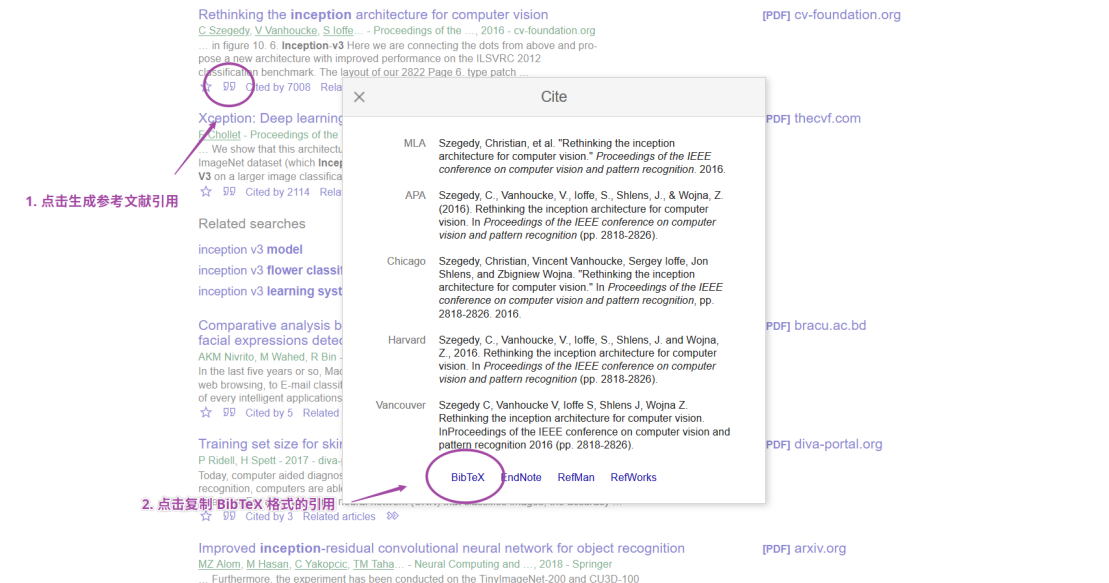 Rethinking the inception architecture for computer vision
[PDF] cv-foundation.org
C Szegedy, V Vanhoucke, S Ioffe... - Proceedings of the ..., 2016 - cv-foundation.org
... in figure 10. 6. Inception-v3 Here we are connecting the dots from above and pro-
pose a new architecture with improved performance on the ILSVRC 2012
classification benchmark. The layout of our 2822 Page 6. type patch ...
Cited by 7008 Rela
Cite
Xception: Deep learning
[PDF] thecvf.com
F Chollet - Proceedings of the
... We show that this architectu
ImageNet dataset (which Incep
V3 on a larger image classifica
Cited by 2114 Rela
1. 点击生成参考文献引用
Related searches
inception v3 model
inception v3 flower classif
inception v3 learning syst
MLA
Szegedy, Christian, et al. "Rethinking the inception
architecture for computer vision." Proceedings of the IEEE
conference on computer vision and pattern recognition. 2016.
APA
Szegedy, C., Vanhoucke, V., Ioffe, S., Shlens, J., & Wojna, Z.
(2016). Rethinking the inception architecture for computer
vision. In Proceedings of the IEEE conference on computer
vision and pattern recognition (pp. 2818-2826).
Chicago
Szegedy, Christian, Vincent Vanhoucke, Sergey Ioffe, Jon
Shlens, and Zbigniew Wojna. "Rethinking the inception
architecture for computer vision." In Proceedings of the IEEE
conference on computer vision and pattern recognition, pp.
2818-2826. 2016.
Harvard
Szegedy, C., Vanhoucke, V., Ioffe, S., Shlens, J. and Wojna,
Z., 2016. Rethinking the inception architecture for computer
vision. In Proceedings of the IEEE conference on computer
vision and pattern recognition (pp. 2818-2826).
Vancouver
Szegedy C, Vanhoucke V, Ioffe S, Shlens J, Wojna Z.
Rethinking the inception architecture for computer vision.
InProceedings of the IEEE conference on computer vision and
pattern recognition 2016 (pp. 2818-2826).
BibTeX EndNote RefMan RefWorks
Comparative analysis b
facial expressions detec
[PDF] bracu.ac.bd
AKM Nivrito, M Wahed, R Bin -
In the last five years or so, Mac
web browsing, to E-mail classif
of every intelligent applications
Cited by 5 Related
Training set size for skin
[PDF] diva-portal.org
P Ridell, H Spett - 2017 - diva-p
Today, computer aided diagnos
recognition, computers are able
2. 点击复制 BibTeX 格式的引用
Cited by 3 Related articles
Improved inception-residual convolutional neural network for object recognition
[PDF] arxiv.org
MZ Alom, M Hasan, C Yakopcic, TM Taha... - Neural Computing and ..., 2018 - Springer
... Furthermore, the experiment has been conducted on the TinyImageNet-200 and CU3D-100